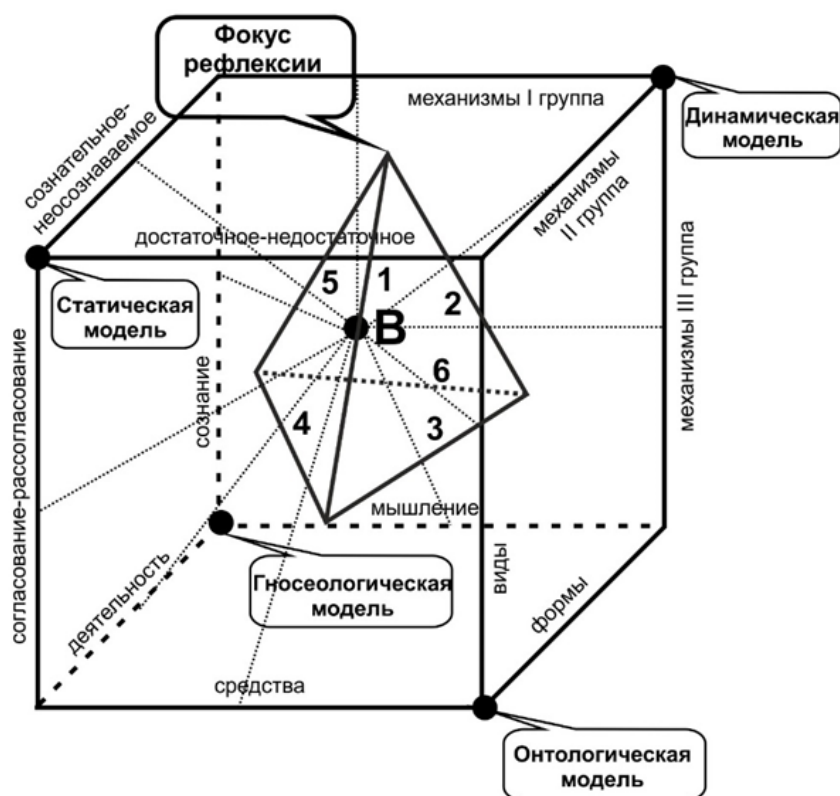 Фокус
рефлексии
механизмы I группа
Динамическая
модель
сознательное-
неосознаваемое
механизмы
II группа
достаточное-недостаточное
5
1
2
Статическая
модель
механизмы III группа
В
согласование-рассогласование
сознание
6
4
3
мышление
Гносеологическая
модель
деятельность
виды
формы
средства
Онтологическая
модель